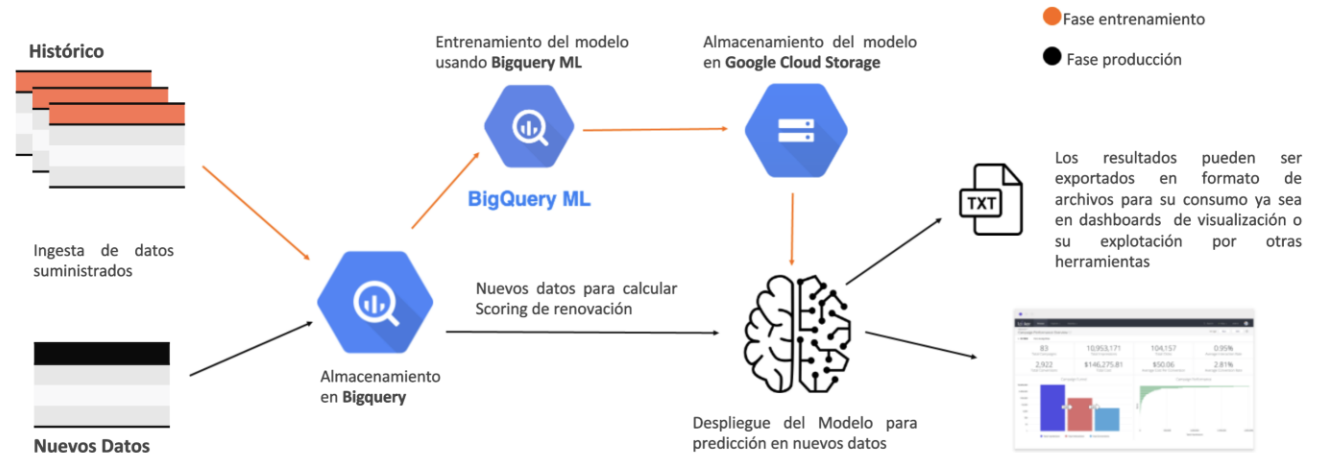 Fase entrenamiento
Fase producción
Histórico
Entrenamiento del modelo
usando Bigquery ML
Almacenamiento del modelo
en Google Cloud Storage
BigQuery ML
Ingesta de datos
suministrados
Nuevos datos para calcular
Scoring de renovación
TXT
Los resultados pueden ser
exportados en formato de
archivos para su consumo ya sea
en dashboards de visualización o
su explotación por otras
herramientas
Almacenamiento
en Bigquery
Nuevos Datos
Despliegue del Modelo para
predicción en nuevos datos
83
10,953,171
104,157
0.95%
2,922
$146,275.81
$50.06
2.81%